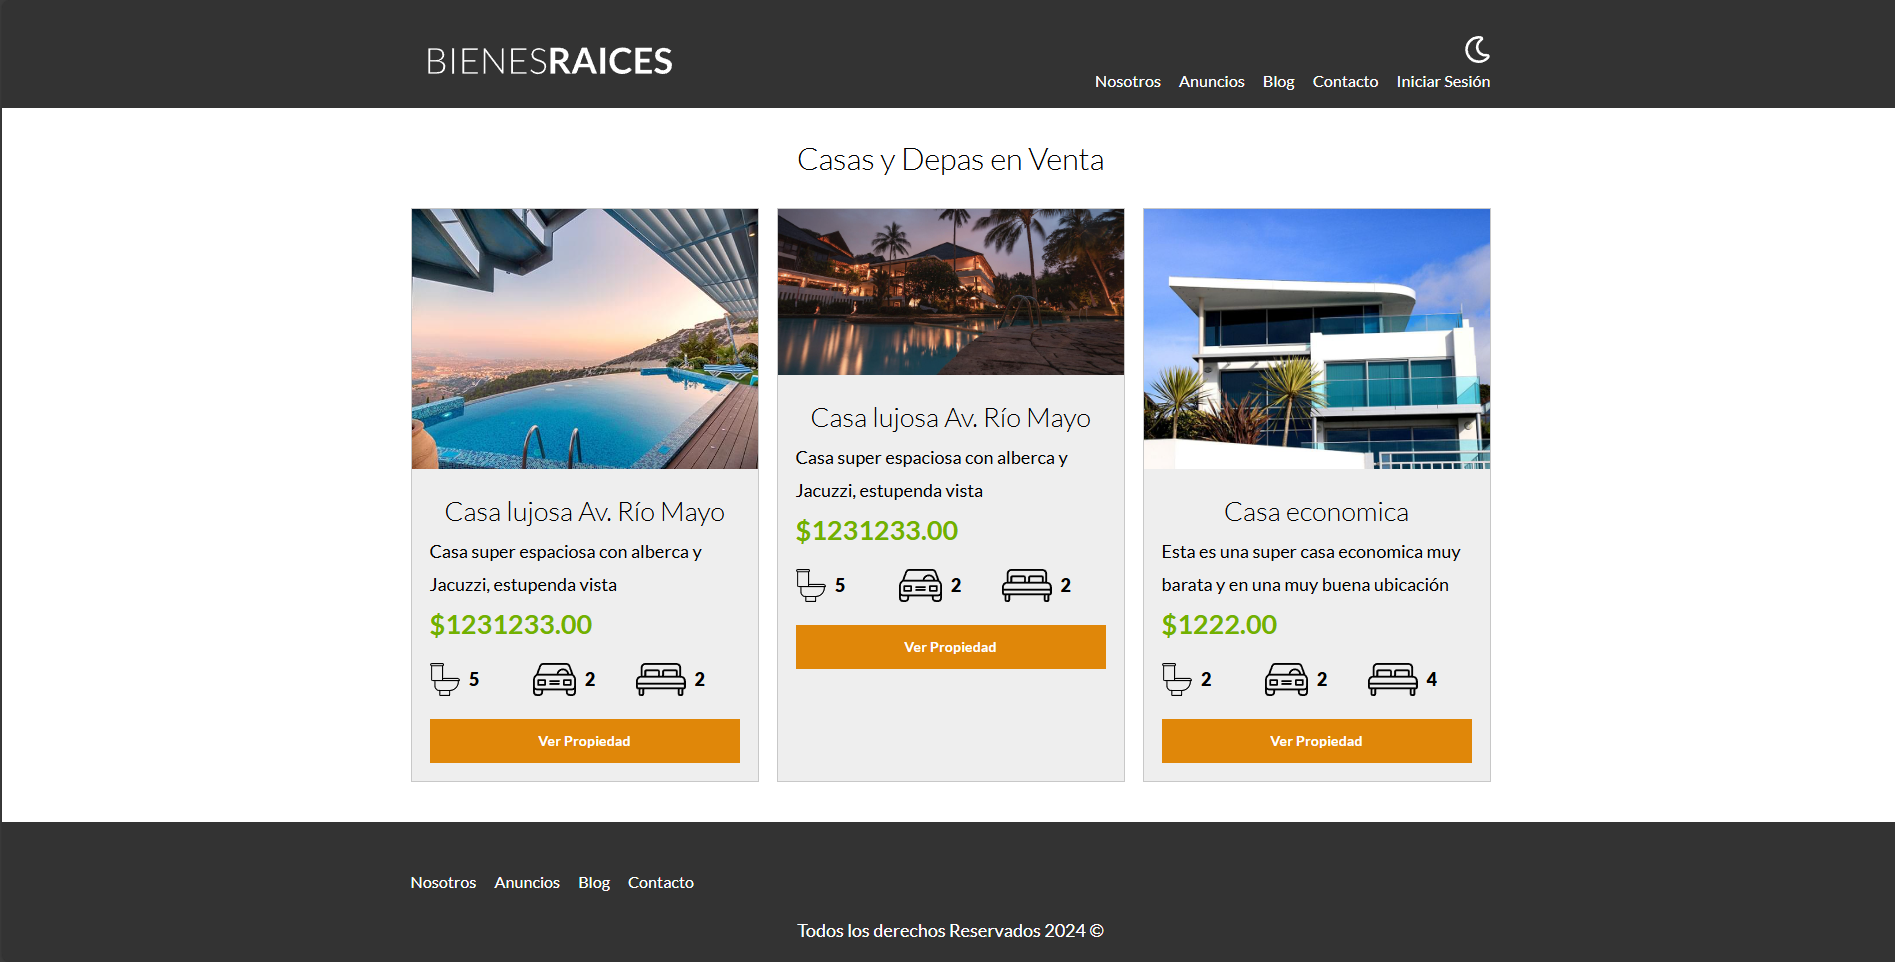 BIENESRAICES
Nosotros Anuncios Blog Contacto Iniciar Sesión
Casas y Depas en Venta
Casa lujosa Av. Río Mayo
Casa super espaciosa con alberca y
Jacuzzi, estupenda vista
$1231233.00
5 2 2
Ver Propiedad
Casa lujosa Av. Río Mayo
Casa super espaciosa con alberca y
Jacuzzi, estupenda vista
$1231233.00
5 2 2
Ver Propiedad
Casa economica
Esta es una super casa economica muy
barata y en una muy buena ubicación
$1222.00
2 2 4
Ver Propiedad
Nosotros Anuncios Blog Contacto
Todos los derechos Reservados 2024 ©